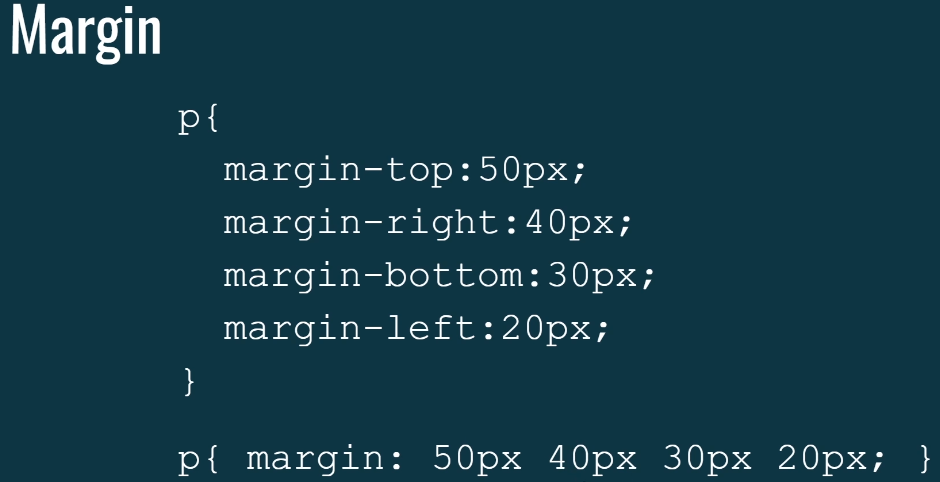 Margin
p{
margin-top:50px;
margin-right:40px;
margin-bottom:30px;
margin-left:20px;
}
p{ margin: 50px 40px 30px 20px; }